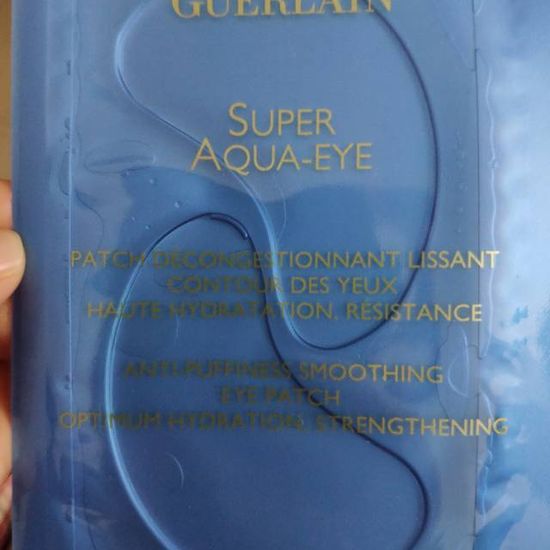 GUERLAIN
SUPER
AQUA-EYE
PATCH DÉCONGESTIONNANT LISSANT
CONTOUR DES YEUX
HAUTE HYDRATATION, RÉSISTANCE
ANTI-PUFFINESS SMOOTHING
EYE PATCH
OPTIMUM HYDRATION, STRENGTHENING